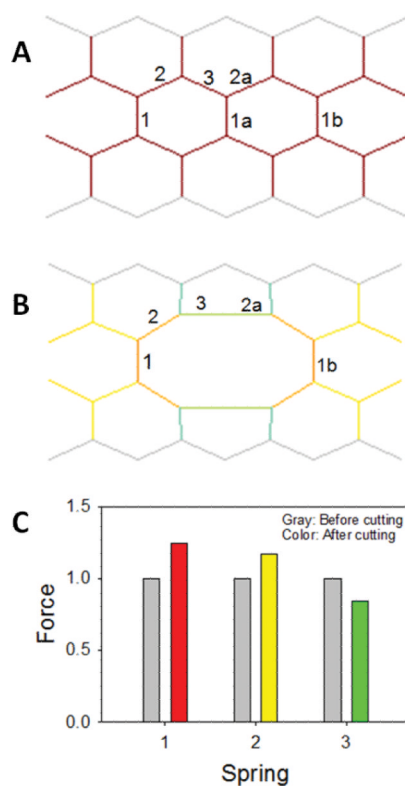 A
2 3 2a
1 1a 1b
B
2 3 2a
1 1b
C
Gray: Before cutting
Color: After cutting
1.5
1.0
0.5
0.0
Force
1 2 3
Spring